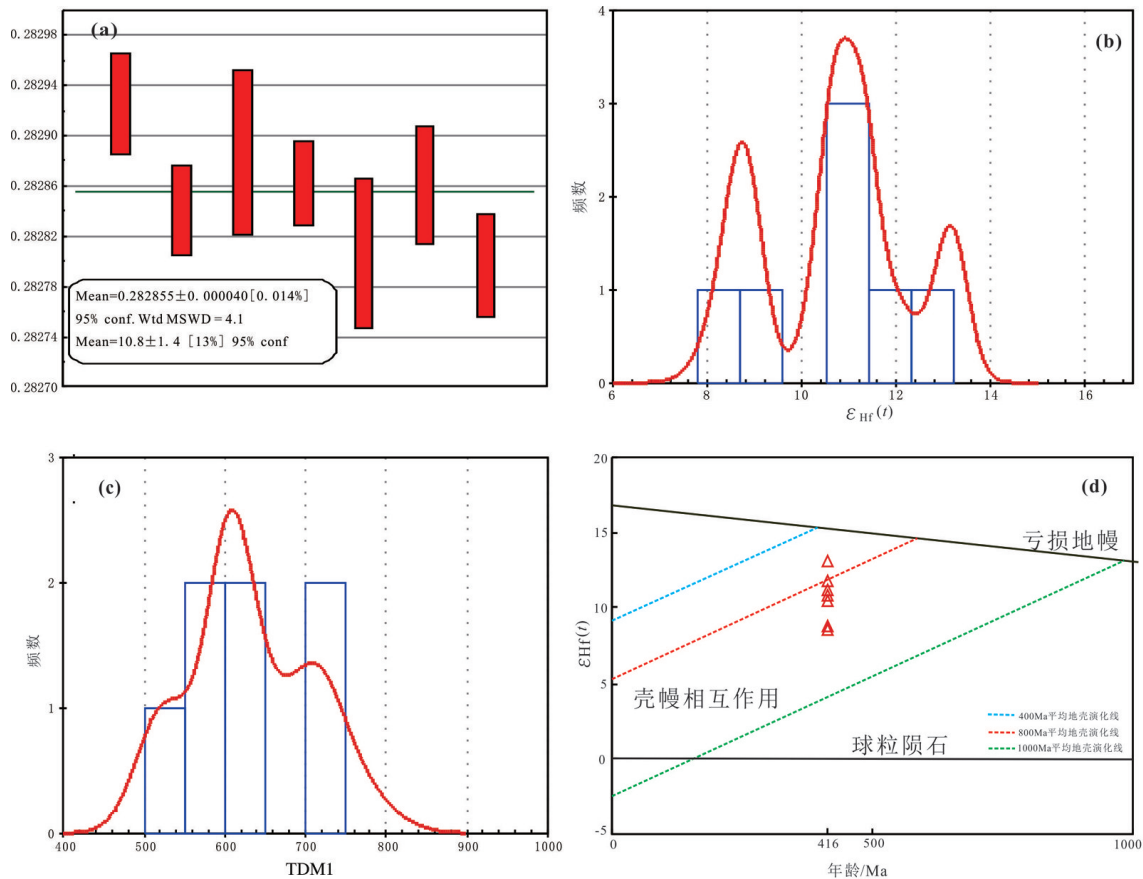 (a)
0.28298
0.28294
0.28290
0.28286
0.28282
0.28278
0.28274
0.28270
Mean=0.282855±0.000040[0.014%]
95% conf. Wtd MSWD = 4.1
Mean=10.8±1.4 [13%] 95% conf
(b)
频数
4
3
2
1
0
6 8 10 12 14 16
εHf(t)
(c)
频数
3
2
1
0
400 500 600 700 800 900 1000
TDM1
(d)
εHf(t)
20
15
10
5
0
-5
亏损地幔
壳幔相互作用
球粒陨石
400Ma平均地壳演化线
800Ma平均地壳演化线
1000Ma平均地壳演化线
0 416 500 1000
年龄/Ma